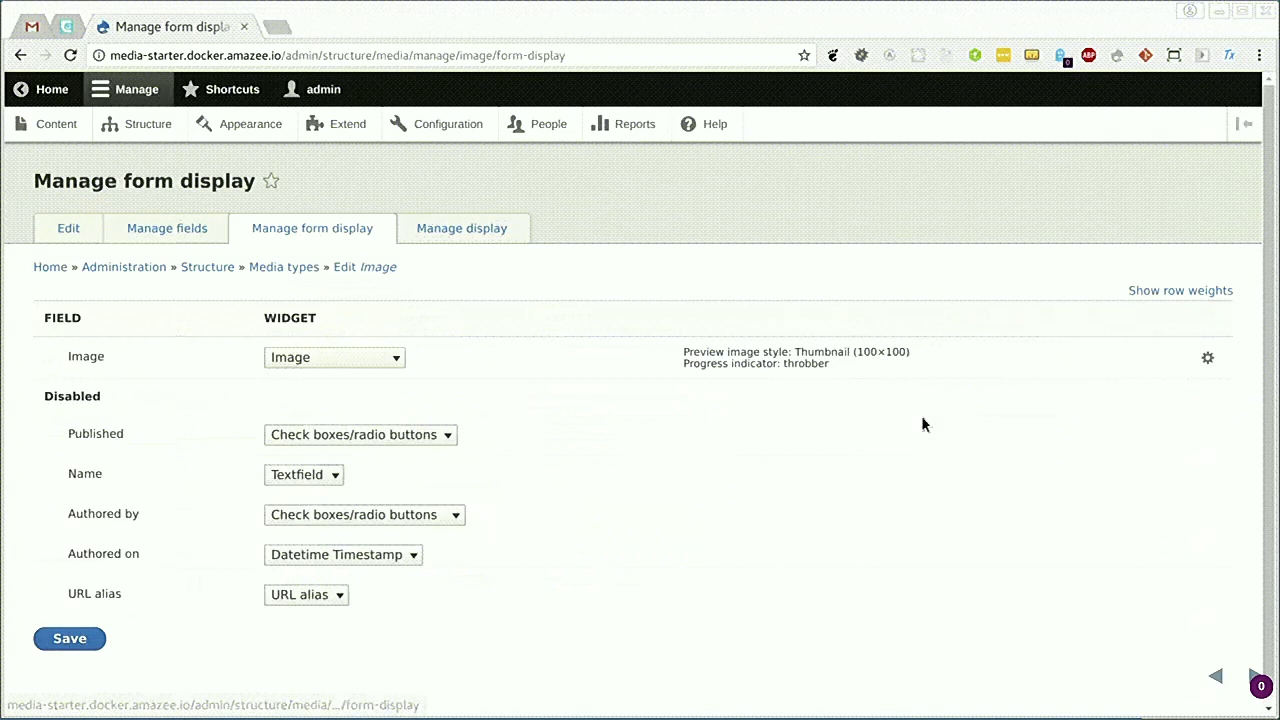 Manage form displa
media-starter.docker.amazee.io/admin/structure/media/manage/image/form-display
ABP
0
Tx
Home
Manage
Shortcuts
admin
Content
Structure
Appearance
Extend
Configuration
People
Reports
Help
Manage form display
Edit
Manage fields
Manage form display
Manage display
Home » Administration » Structure » Media types » Edit Image
Show row weights
FIELD
WIDGET
Image
Image
Preview image style: Thumbnail (100×100)
Progress indicator: throbber
Disabled
Published
Check boxes/radio buttons
Name
Textfield
Authored by
Check boxes/radio buttons
Authored on
Datetime Timestamp
URL alias
URL alias
Save
0
media-starter.docker.amazee.io/admin/structure/media/.../form-display